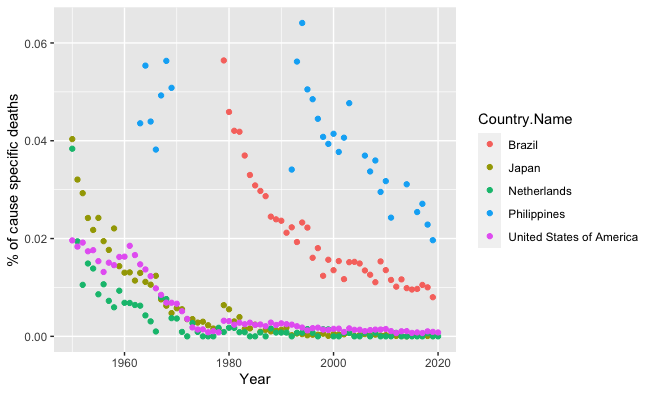 0.06
0.04
0.02
0.00
% of cause specific deaths
1960
1980
2000
2020
Year
Country.Name
Brazil
Japan
Netherlands
Philippines
United States of America